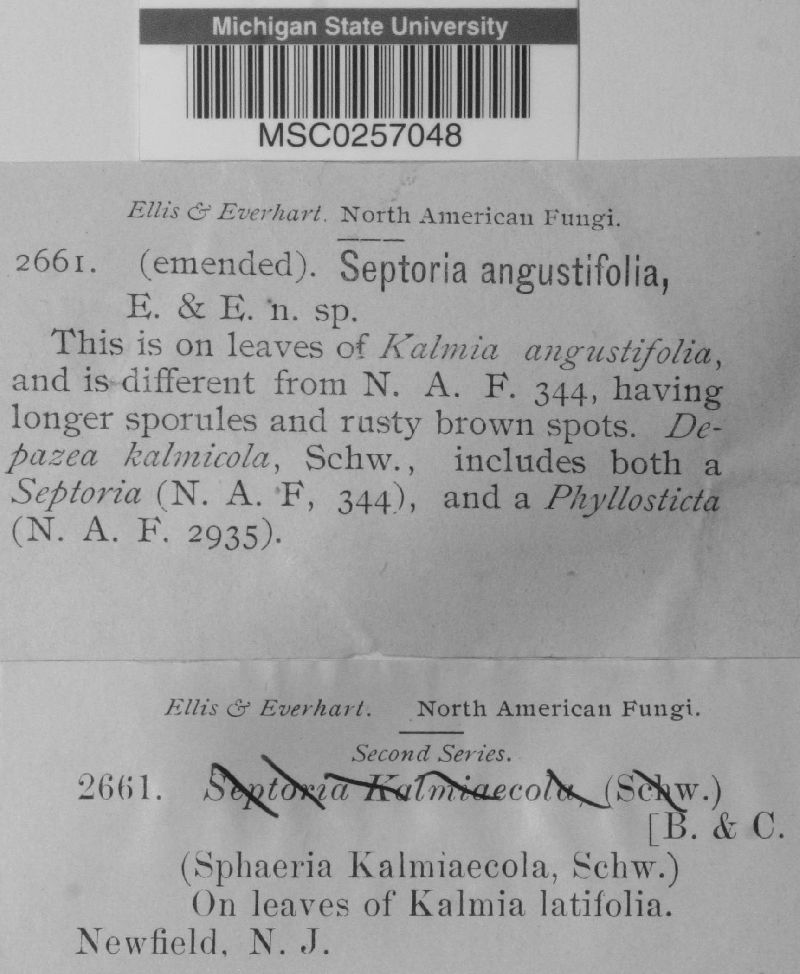 Michigan State University
MSC0257048
Ellis & Everhart. North American Fungi.
2661. (emended). Septoria angustifolia,
E. & E. n. sp.
This is on leaves of Kalmia angustifolia,
and is different from N. A. F. 344, having
longer sporules and rusty brown spots. De-
pazea kalmicola, Schw., includes both a
Septoria (N. A. F, 344), and a Phyllosticta
(N. A. F. 2935).
Ellis & Everhart. North American Fungi.
Second Series.
2661. Septoria Kalmiaecola, (Schw.)
[B. & C.
(Sphaeria Kalmiaecola, Schw.)
On leaves of Kalmia latifolia.
Newfield, N. J.